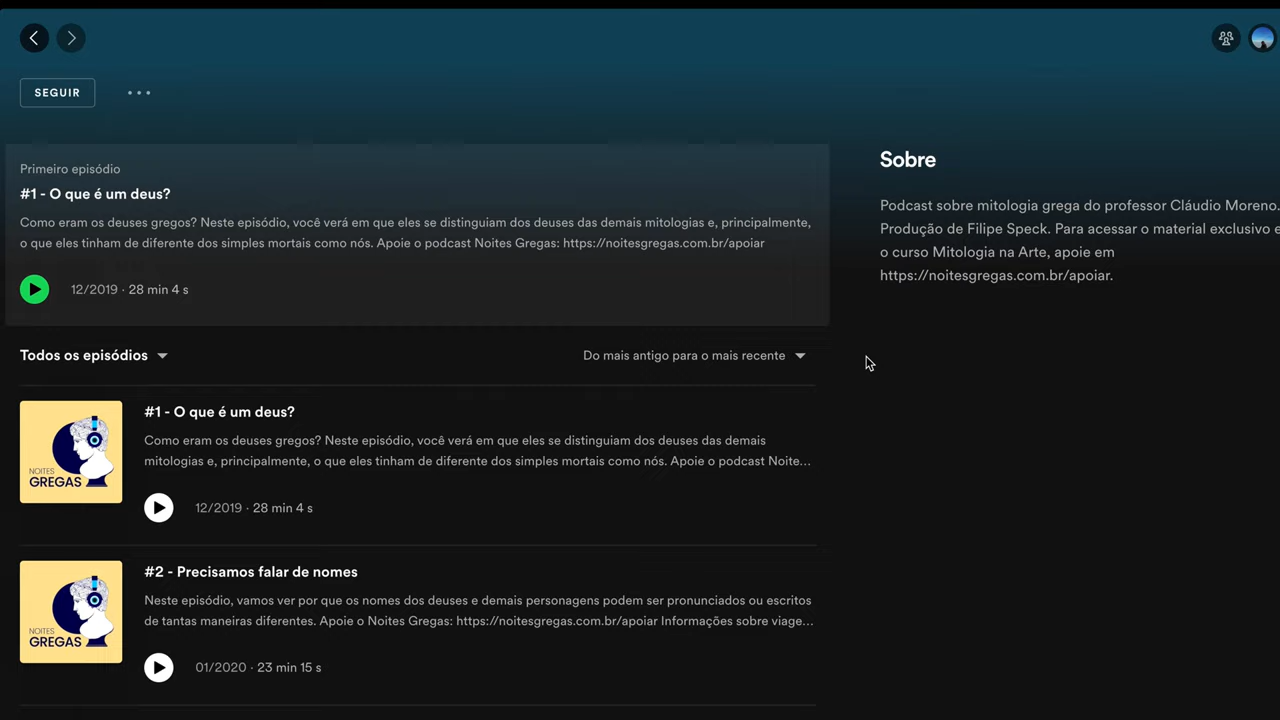 SEGUIR
Primeiro episódio
#1 - O que é um deus?
Como eram os deuses gregos? Neste episódio, você verá em que eles se distinguiam dos deuses das demais mitologias e, principalmente,
o que eles tinham de diferente dos simples mortais como nós. Apoie o podcast Noites Gregas: https://noitesgregas.com.br/apoiar
12/2019 · 28 min 4 s
Sobre
Podcast sobre mitologia grega do professor Cláudio Moreno.
Produção de Filipe Speck. Para acessar o material exclusivo e
o curso Mitologia na Arte, apoie em
https://noitesgregas.com.br/apoiar.
Todos os episódios
Do mais antigo para o mais recente
NOITES
GREGAS
#1 - O que é um deus?
Como eram os deuses gregos? Neste episódio, você verá em que eles se distinguiam dos deuses das demais
mitologias e, principalmente, o que eles tinham de diferente dos simples mortais como nós. Apoie o podcast Noite...
12/2019 · 28 min 4 s
NOITES
GREGAS
#2 - Precisamos falar de nomes
Neste episódio, vamos ver por que os nomes dos deuses e demais personagens podem ser pronunciados ou escritos
de tantas maneiras diferentes. Apoie o Noites Gregas: https://noitesgregas.com.br/apoiar Informações sobre viage...
01/2020 · 23 min 15 s